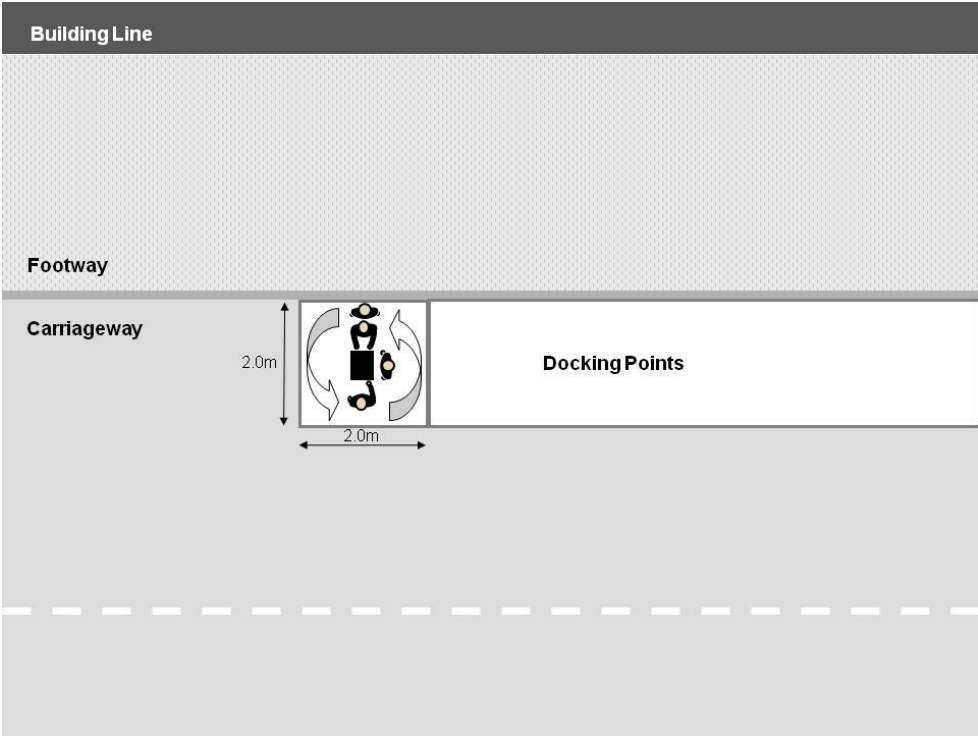 Building Line
Footway
Carriageway
2.0m
Docking Points
2.0m